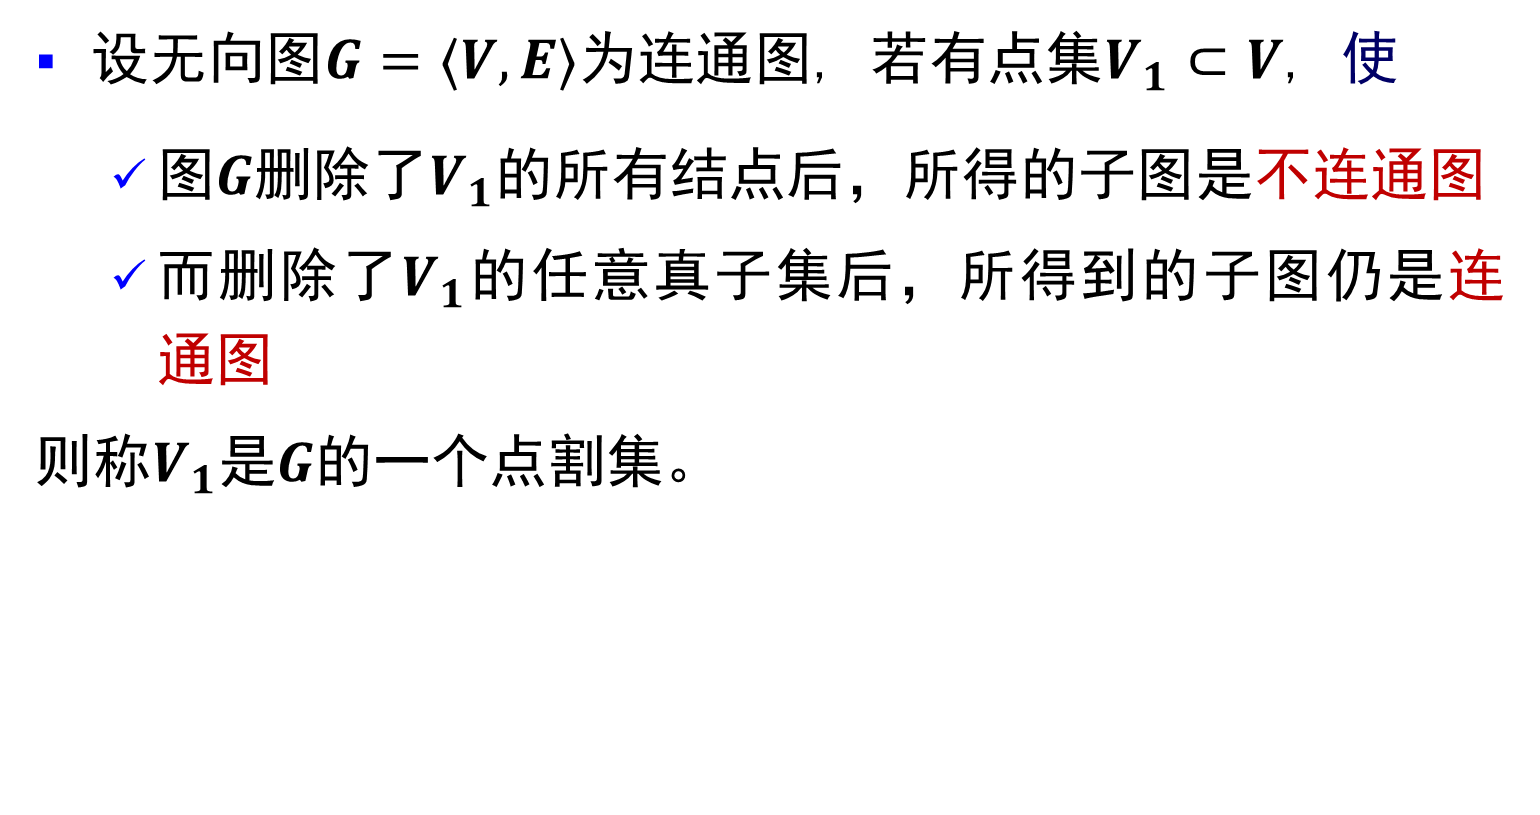 ▪ 设无向图G = ⟨V, E⟩为连通图，若有点集V₁ ⊂ V，使
✓ 图G删除了V₁的所有结点后，所得的子图是不连通图
✓ 而删除了V₁的任意真子集后，所得到的子图仍是连
通图
则称V₁是G的一个点割集。